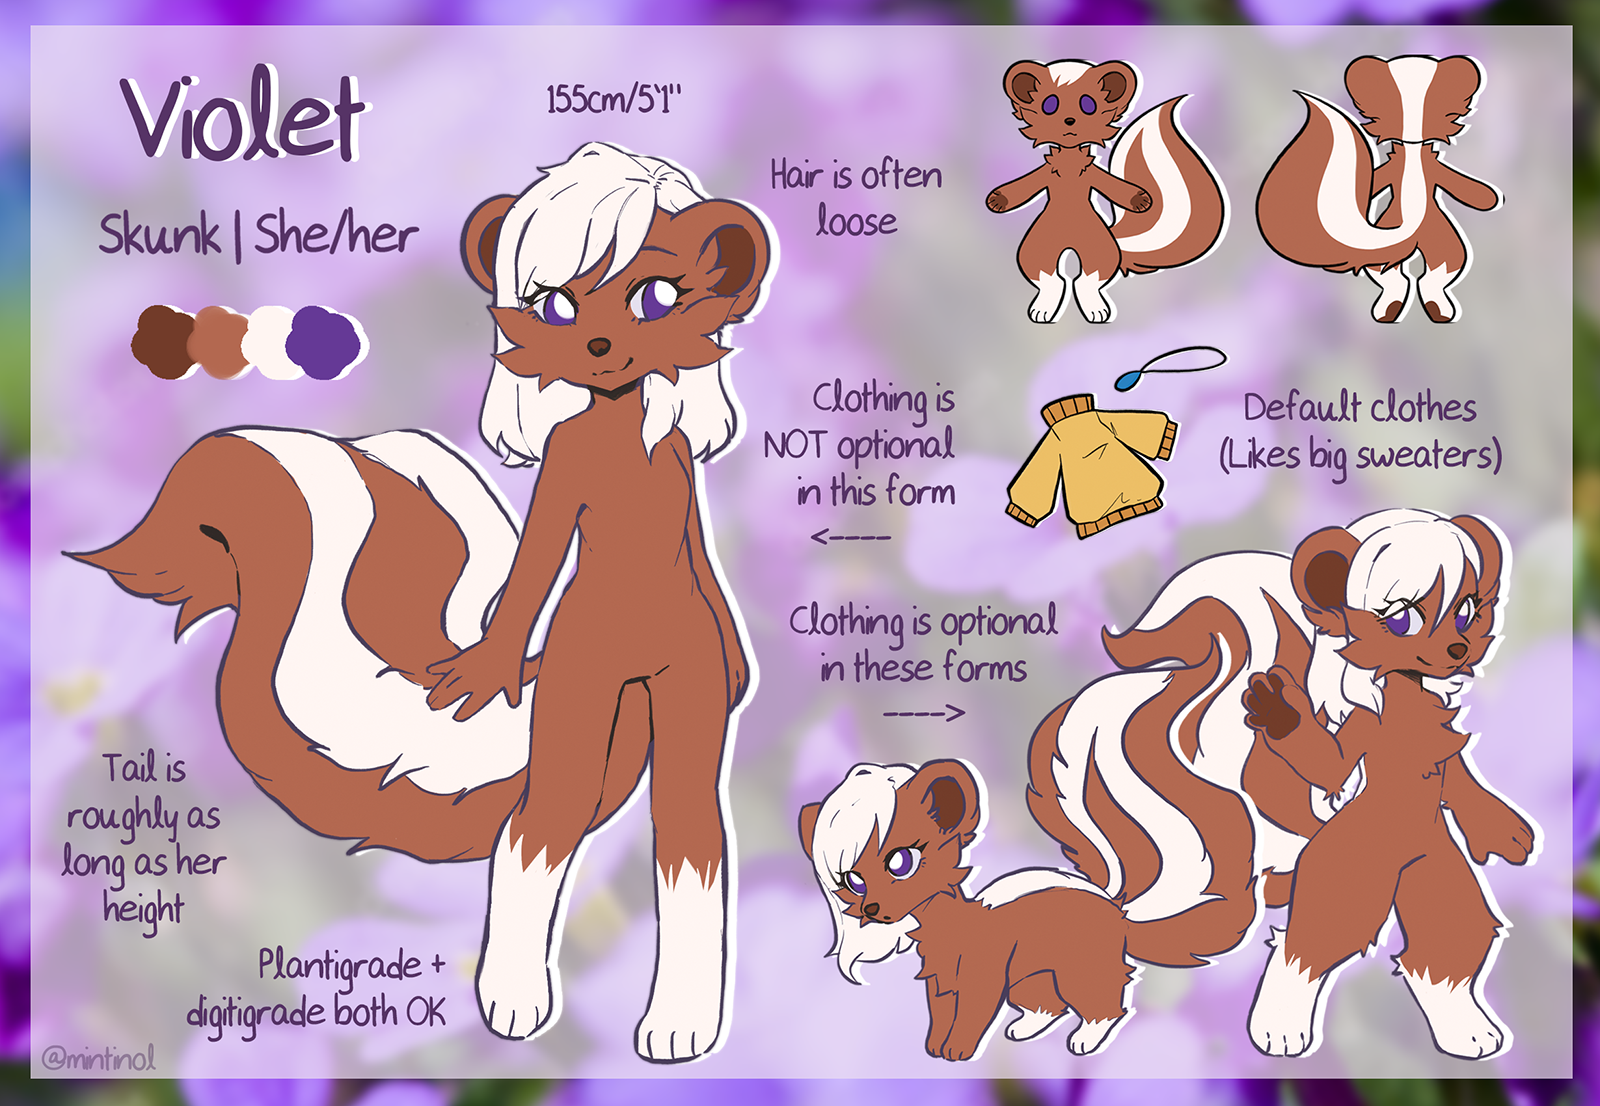 Violet
Skunk | She/her
155cm/5'1"
Hair is often
loose
Clothing is
NOT optional
in this form
<----
Default clothes
(Likes big sweaters)
Clothing is optional
in these forms
---->
Tail is
roughly as
long as her
height
Plantigrade +
digitigrade both OK
@mintinol